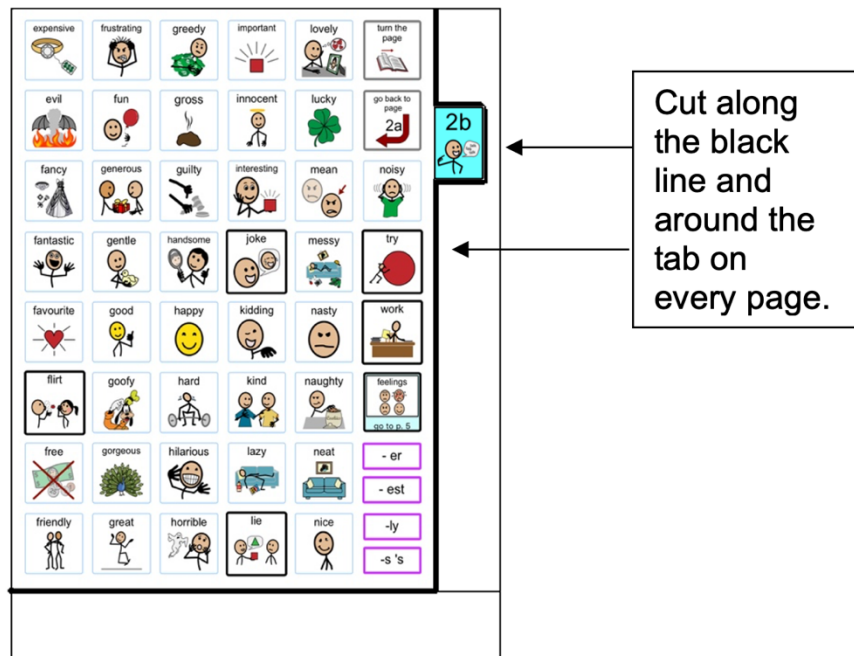 expensive frustrating greedy important lovely turn the
page
evil fun gross innocent lucky go back to
page
2a
2b
fancy generous guilty interesting mean noisy
fantastic gentle handsome joke messy try
favourite good happy kidding nasty work
flirt goofy hard kind naughty feelings
go to p. 5
free gorgeous hilarious lazy neat - er
- est
friendly great horrible lie nice -ly
-s 's
Cut along
the black
line and
around the
tab on
every page.